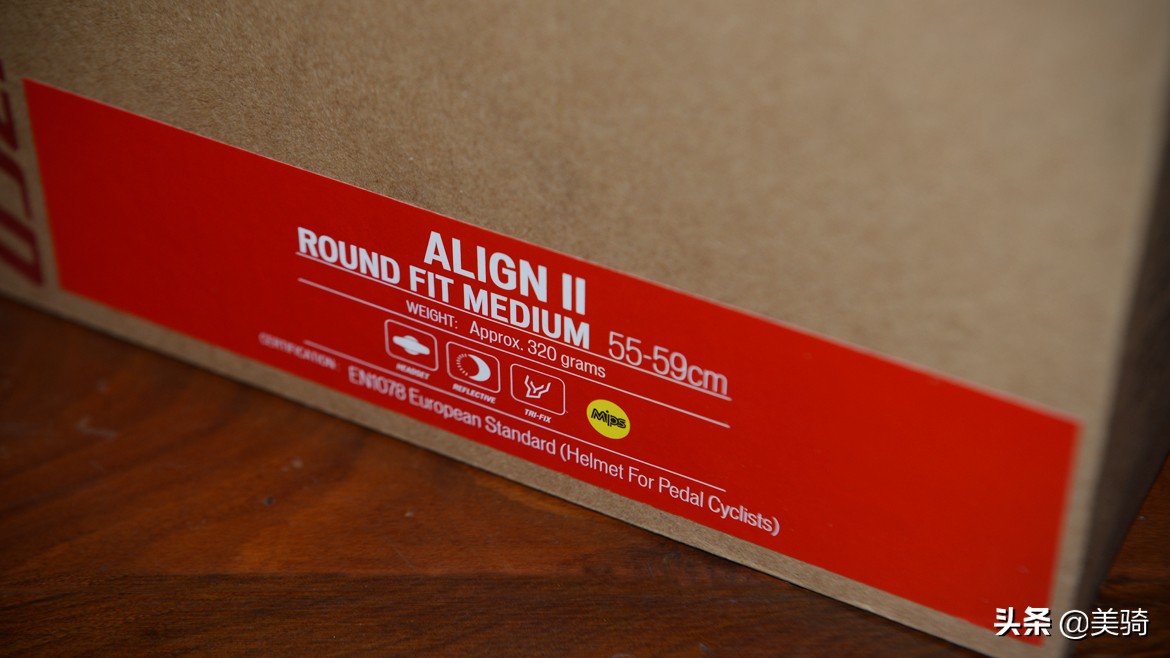 ALIGN II
ROUND FIT MEDIUM 55-59cm
WEIGHT: Approx. 320 grams
HEADSET
REFLECTIVE
TRI-FIX
Mips
CERTIFICATION: EN1078 European Standard (Helmet For Pedal Cyclists)
头条 @美骑